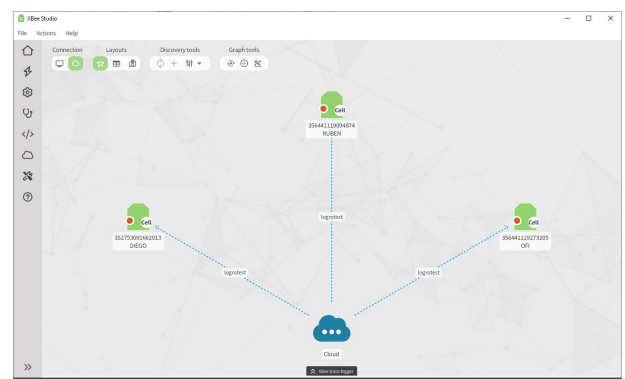 XBee Studio
File Actions Help
Connection Layouts Discovery tools Graph tools
Cell
356441119094874
RUBEN
logrotest
Cell
352753091662013
DIEGO
Cell
356441119273205
OFI
logrotest
logrotest
Cloud
XBee trace logger